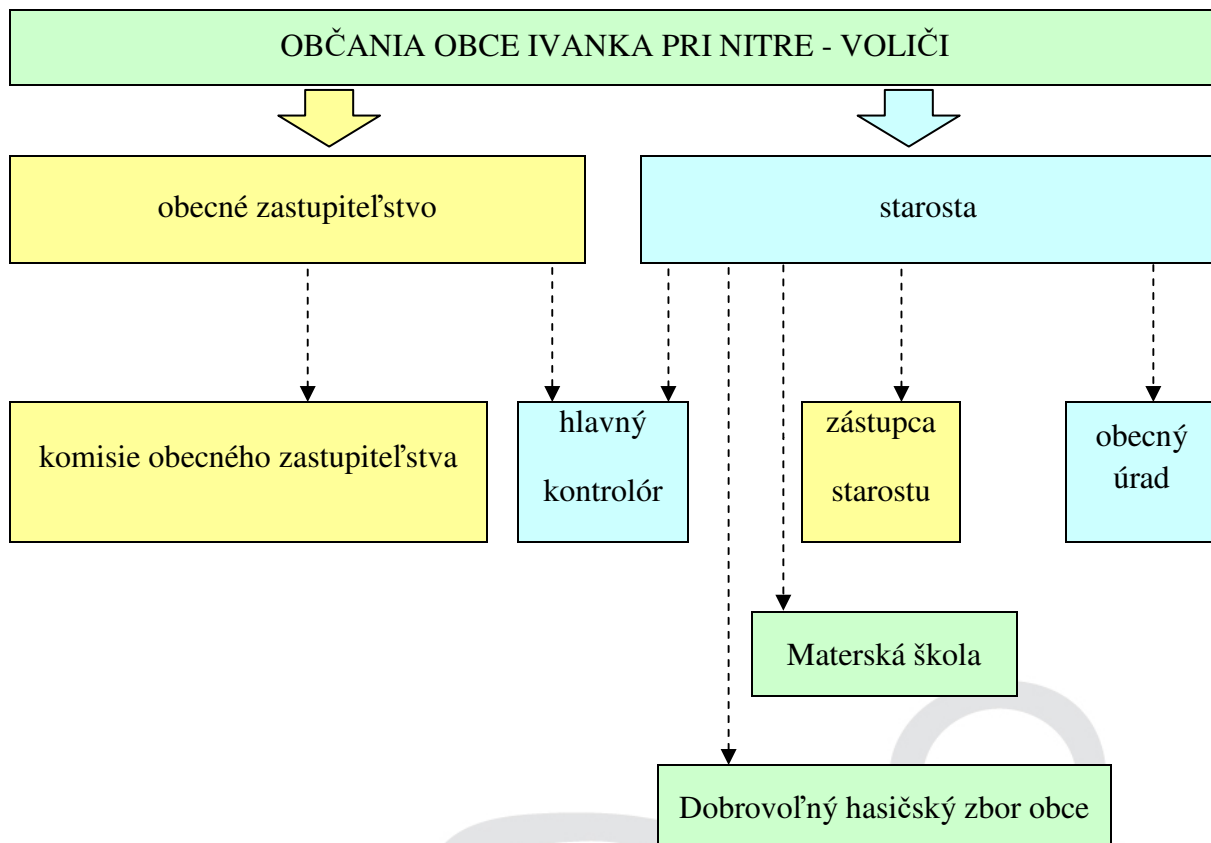 OBČANIA OBCE IVANKA PRI NITRE - VOLIČI
obecné zastupiteľstvo
starosta
komisie obecného zastupiteľstva
hlavný
kontrolór
zástupca
starostu
obecný
úrad
Materská škola
Dobrovoľný hasičský zbor obce